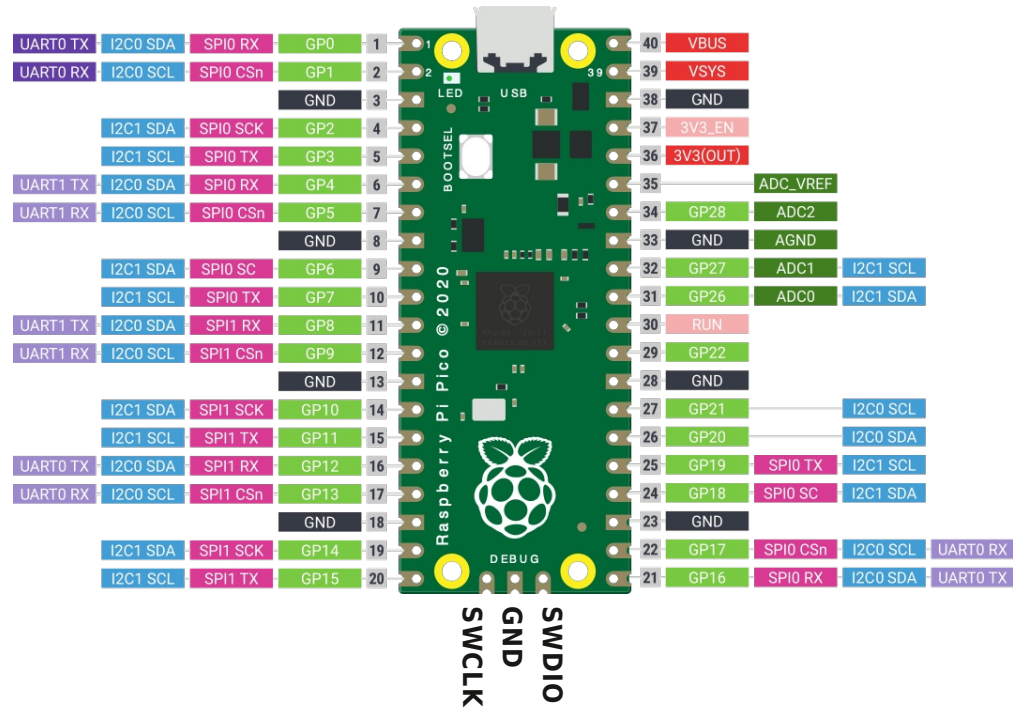 UART0 TX I2C0 SDA SPI0 RX GP0 1
UART0 RX I2C0 SCL SPI0 CSn GP1 2
GND 3
I2C1 SDA SPI0 SCK GP2 4
I2C1 SCL SPI0 TX GP3 5
UART1 TX I2C0 SDA SPI0 RX GP4 6
UART1 RX I2C0 SCL SPI0 CSn GP5 7
GND 8
I2C1 SDA SPI0 SC GP6 9
I2C1 SCL SPI0 TX GP7 10
UART1 TX I2C0 SDA SPI1 RX GP8 11
UART1 RX I2C0 SCL SPI1 CSn GP9 12
GND 13
I2C1 SDA SPI1 SCK GP10 14
I2C1 SCL SPI1 TX GP11 15
UART0 TX I2C0 SDA SPI1 RX GP12 16
UART0 RX I2C0 SCL SPI1 CSn GP13 17
GND 18
I2C1 SDA SPI1 SCK GP14 19
I2C1 SCL SPI1 TX GP15 20
1
2
39
LED
USB
BOOTSEL
Raspberry Pi Pico © 2020
DEBUG
40 VBUS
39 VSYS
38 GND
37 3V3_EN
36 3V3(OUT)
35 ADC_VREF
34 GP28 ADC2
33 GND AGND
32 GP27 ADC1 I2C1 SCL
31 GP26 ADC0 I2C1 SDA
30 RUN
29 GP22
28 GND
27 GP21 I2C0 SCL
26 GP20 I2C0 SDA
25 GP19 SPI0 TX I2C1 SCL
24 GP18 SPI0 SC I2C1 SDA
23 GND
22 GP17 SPI0 CSn I2C0 SCL UART0 RX
21 GP16 SPI0 RX I2C0 SDA UART0 TX
SWCLK
GND
SWDIO